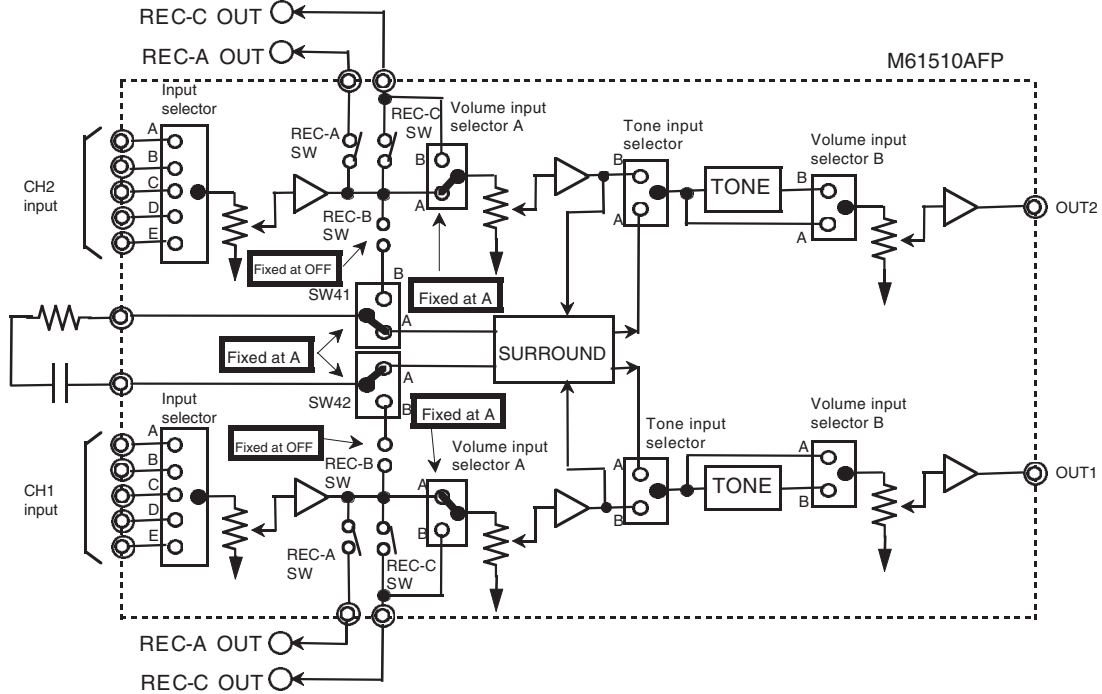 REC-C OUT
REC-A OUT
M61510AFP
Input
selector
Volume input
selector A
REC-A
SW
REC-C
SW
Tone input
selector
Volume input
selector B
CH2
input
A
B
C
D
E
B
A
B
A
TONE
B
A
OUT2
REC-B
SW
Fixed at OFF
Fixed at A
SW41
B
A
Fixed at A
SURROUND
SW42
A
B
Fixed at A
Input
selector
Fixed at OFF
REC-B
SW
Volume input
selector A
Tone input
selector
Volume input
selector B
CH1
input
A
B
C
D
E
A
B
A
B
TONE
A
B
OUT1
REC-A
SW
REC-C
SW
REC-A OUT
REC-C OUT